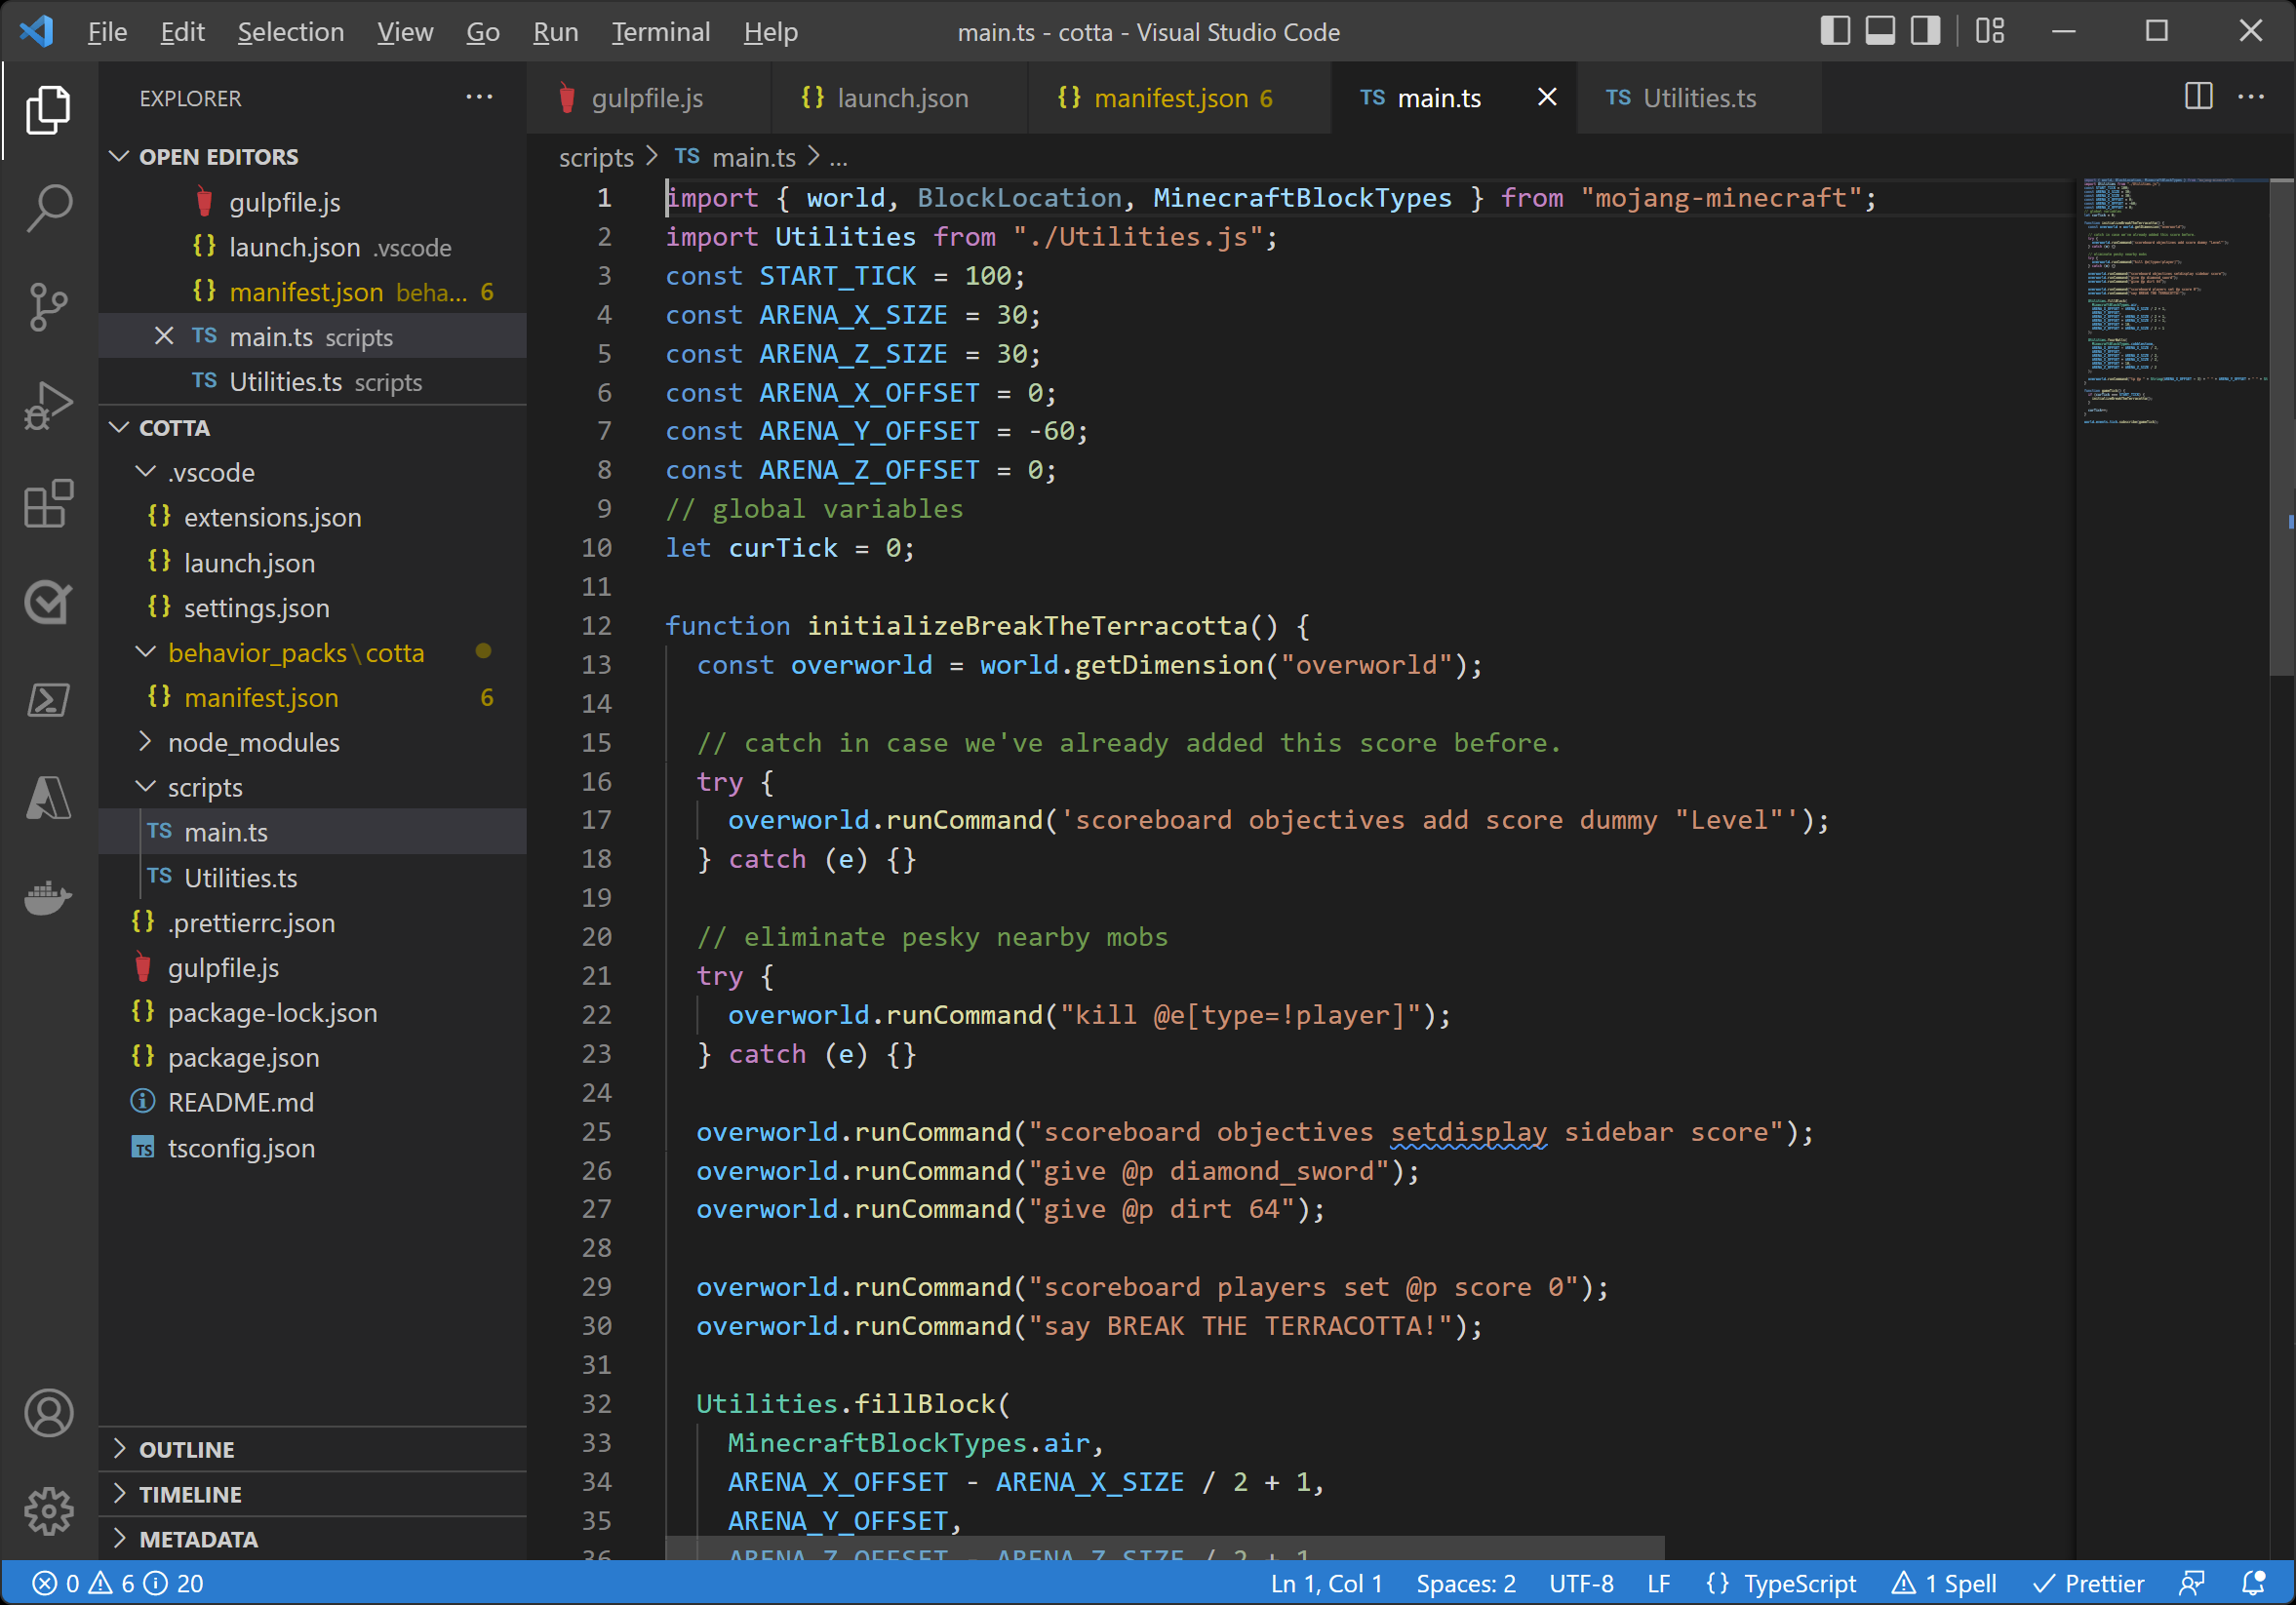 File Edit Selection View Go Run Terminal Help main.ts - cotta - Visual Studio Code
EXPLORER
OPEN EDITORS
gulpfile.js
launch.json .vscode
manifest.json beha... 6
TS main.ts scripts
TS Utilities.ts scripts
COTTA
.vscode
{} extensions.json
{} launch.json
{} settings.json
behavior_packs\cotta
{} manifest.json 6
node_modules
scripts
TS main.ts
TS Utilities.ts
{} .prettierrc.json
gulpfile.js
{} package-lock.json
{} package.json
README.md
TS tsconfig.json
OUTLINE
TIMELINE
METADATA
gulpfile.js {} launch.json {} manifest.json 6 TS main.ts TS Utilities.ts
scripts > TS main.ts > ...
1 import { world, BlockLocation, MinecraftBlockTypes } from "mojang-minecraft";
2 import Utilities from "./Utilities.js";
3 const START_TICK = 100;
4 const ARENA_X_SIZE = 30;
5 const ARENA_Z_SIZE = 30;
6 const ARENA_X_OFFSET = 0;
7 const ARENA_Y_OFFSET = -60;
8 const ARENA_Z_OFFSET = 0;
9 // global variables
10 let curTick = 0;
11
12 function initializeBreakTheTerracotta() {
13 const overworld = world.getDimension("overworld");
14
15 // catch in case we've already added this score before.
16 try {
17 overworld.runCommand('scoreboard objectives add score dummy "Level"');
18 } catch (e) {}
19
20 // eliminate pesky nearby mobs
21 try {
22 overworld.runCommand("kill @e[type=!player]");
23 } catch (e) {}
24
25 overworld.runCommand("scoreboard objectives setdisplay sidebar score");
26 overworld.runCommand("give @p diamond_sword");
27 overworld.runCommand("give @p dirt 64");
28
29 overworld.runCommand("scoreboard players set @p score 0");
30 overworld.runCommand("say BREAK THE TERRACOTTA!");
31
32 Utilities.fillBlock(
33 MinecraftBlockTypes.air,
34 ARENA_X_OFFSET - ARENA_X_SIZE / 2 + 1,
35 ARENA_Y_OFFSET,
36 ARENA_Z_OFFSET - ARENA_Z_SIZE / 2 + 1
0 6 20 Ln 1, Col 1 Spaces: 2 UTF-8 LF {} TypeScript 1 Spell Prettier